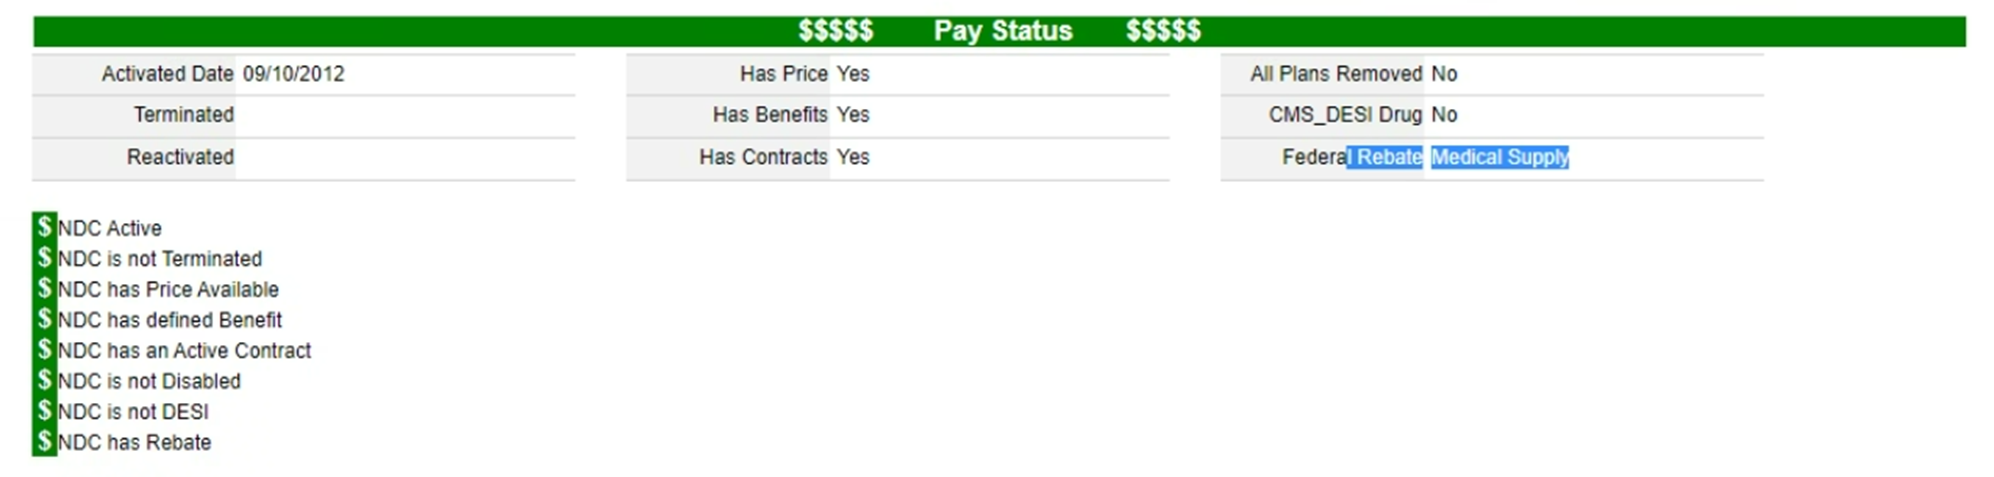 $$$$$ Pay Status $$$$$
Activated Date 09/10/2012 Has Price Yes All Plans Removed No
Terminated Has Benefits Yes CMS_DESI Drug No
Reactivated Has Contracts Yes Federal Rebate Medical Supply
$ NDC Active
$ NDC is not Terminated
$ NDC has Price Available
$ NDC has defined Benefit
$ NDC has an Active Contract
$ NDC is not Disabled
$ NDC is not DESI
$ NDC has Rebate